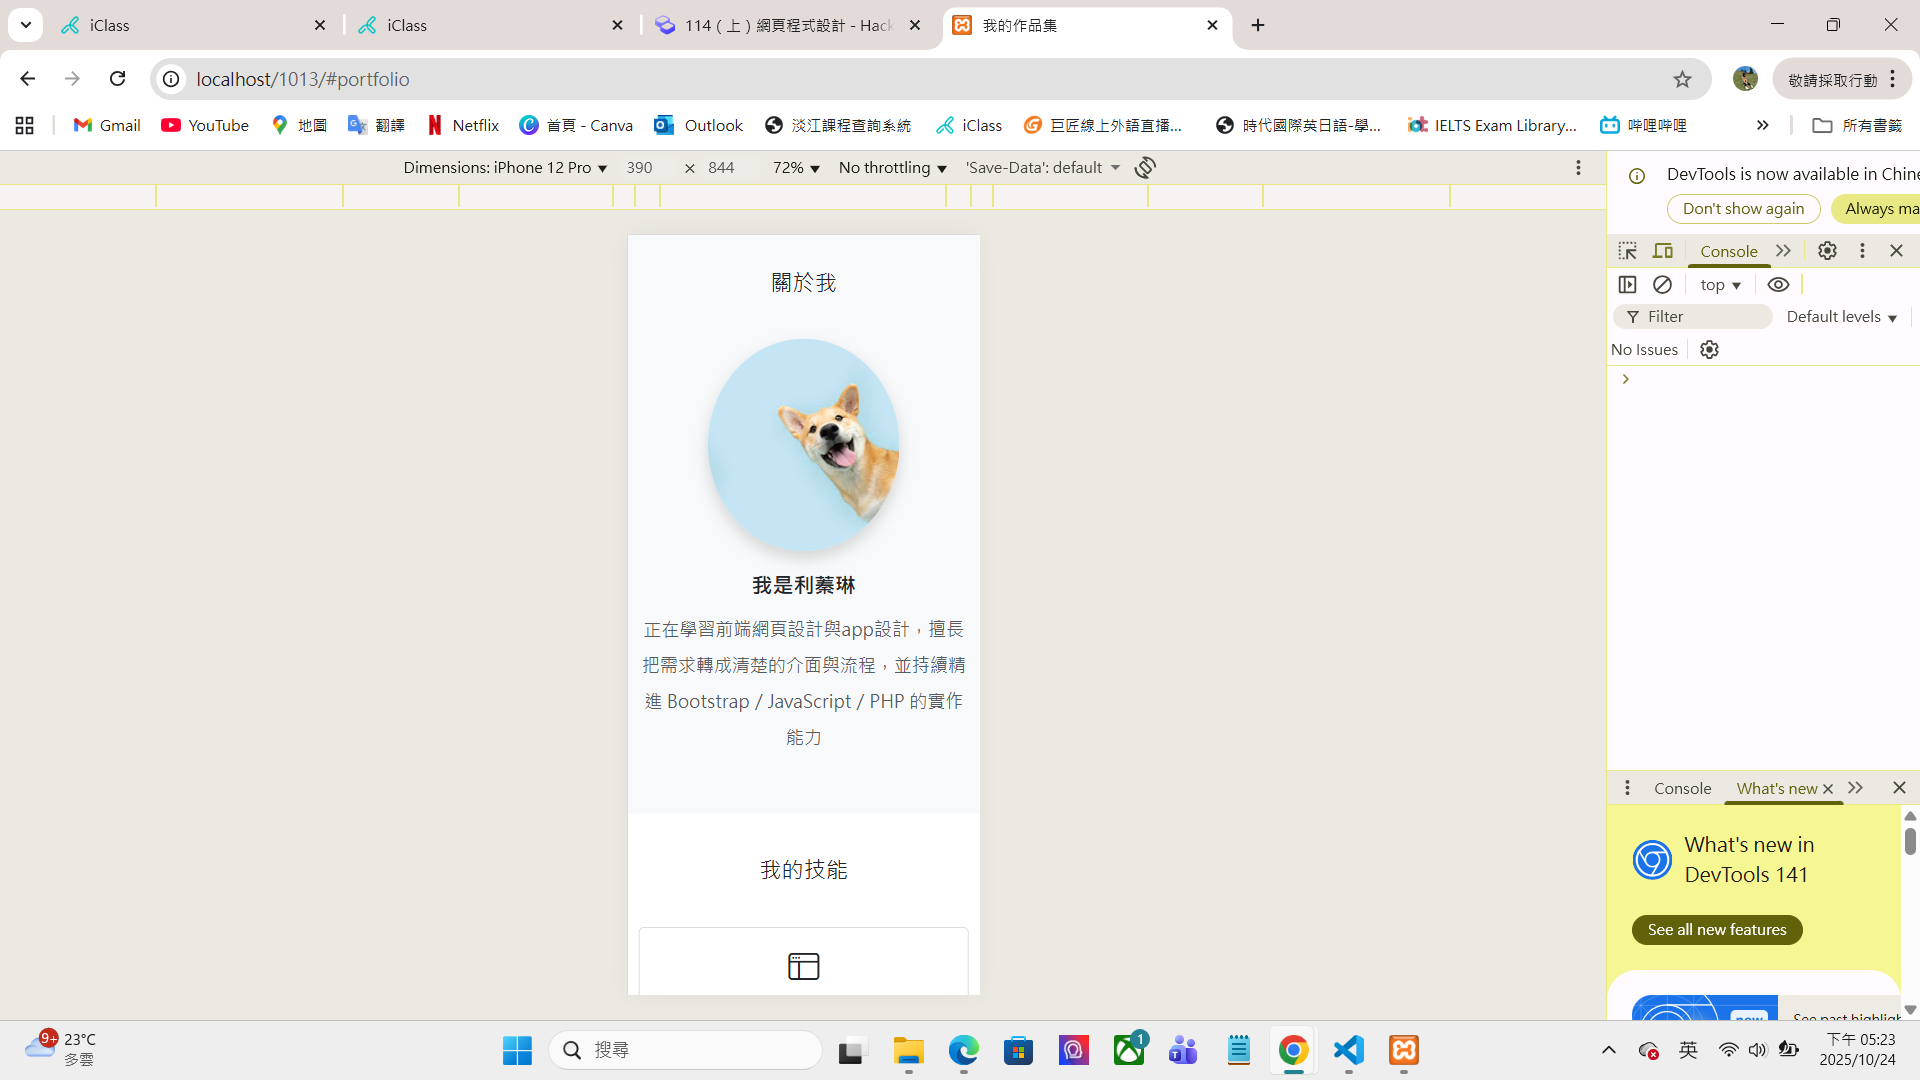 iClass
iClass
114 ( 上 ) 網頁程式設計 - Hack
我的作品集
localhost/1013/#portfolio
敬請採取行動
Gmail
YouTube
地圖
翻譯
Netflix
首頁 - Canva
Outlook
淡江課程查詢系統
iClass
巨匠線上外語直播...
時代國際英日語-學...
IELTS Exam Library...
哔哩哔哩
所有書籤
Dimensions: iPhone 12 Pro 390 × 844 72% No throttling 'Save-Data': default
DevTools is now available in Chine
Don't show again
Always ma
Console
top
Filter
Default levels
No Issues
關於我
我是利蓁琳
正在學習前端網頁設計與app設計，擅長
把需求轉成清楚的介面與流程，並持續精
進 Bootstrap / JavaScript / PHP 的實作
能力
我的技能
Console
What's new
What's new in
DevTools 141
See all new features
new
See past highligh
9+
23°C
多雲
搜尋
1
英
下午 05:23
2025/10/24